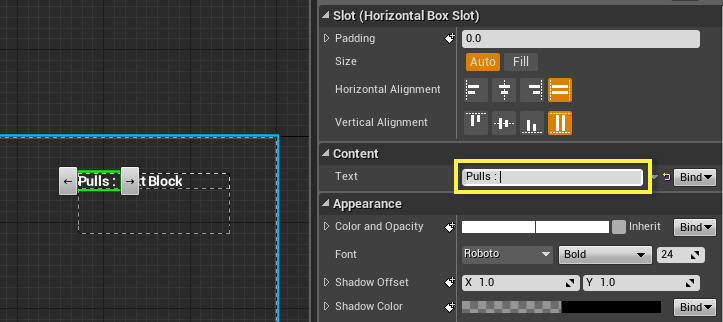 Slot (Horizontal Box Slot)
Padding 0.0
Size Auto Fill
Horizontal Alignment
Vertical Alignment
Content
Text Pulls : Bind
Pulls : xt Block
Appearance
Color and Opacity Inherit Bind
Font Roboto Bold 24
Shadow Offset X 1.0 Y 1.0
Shadow Color Bind